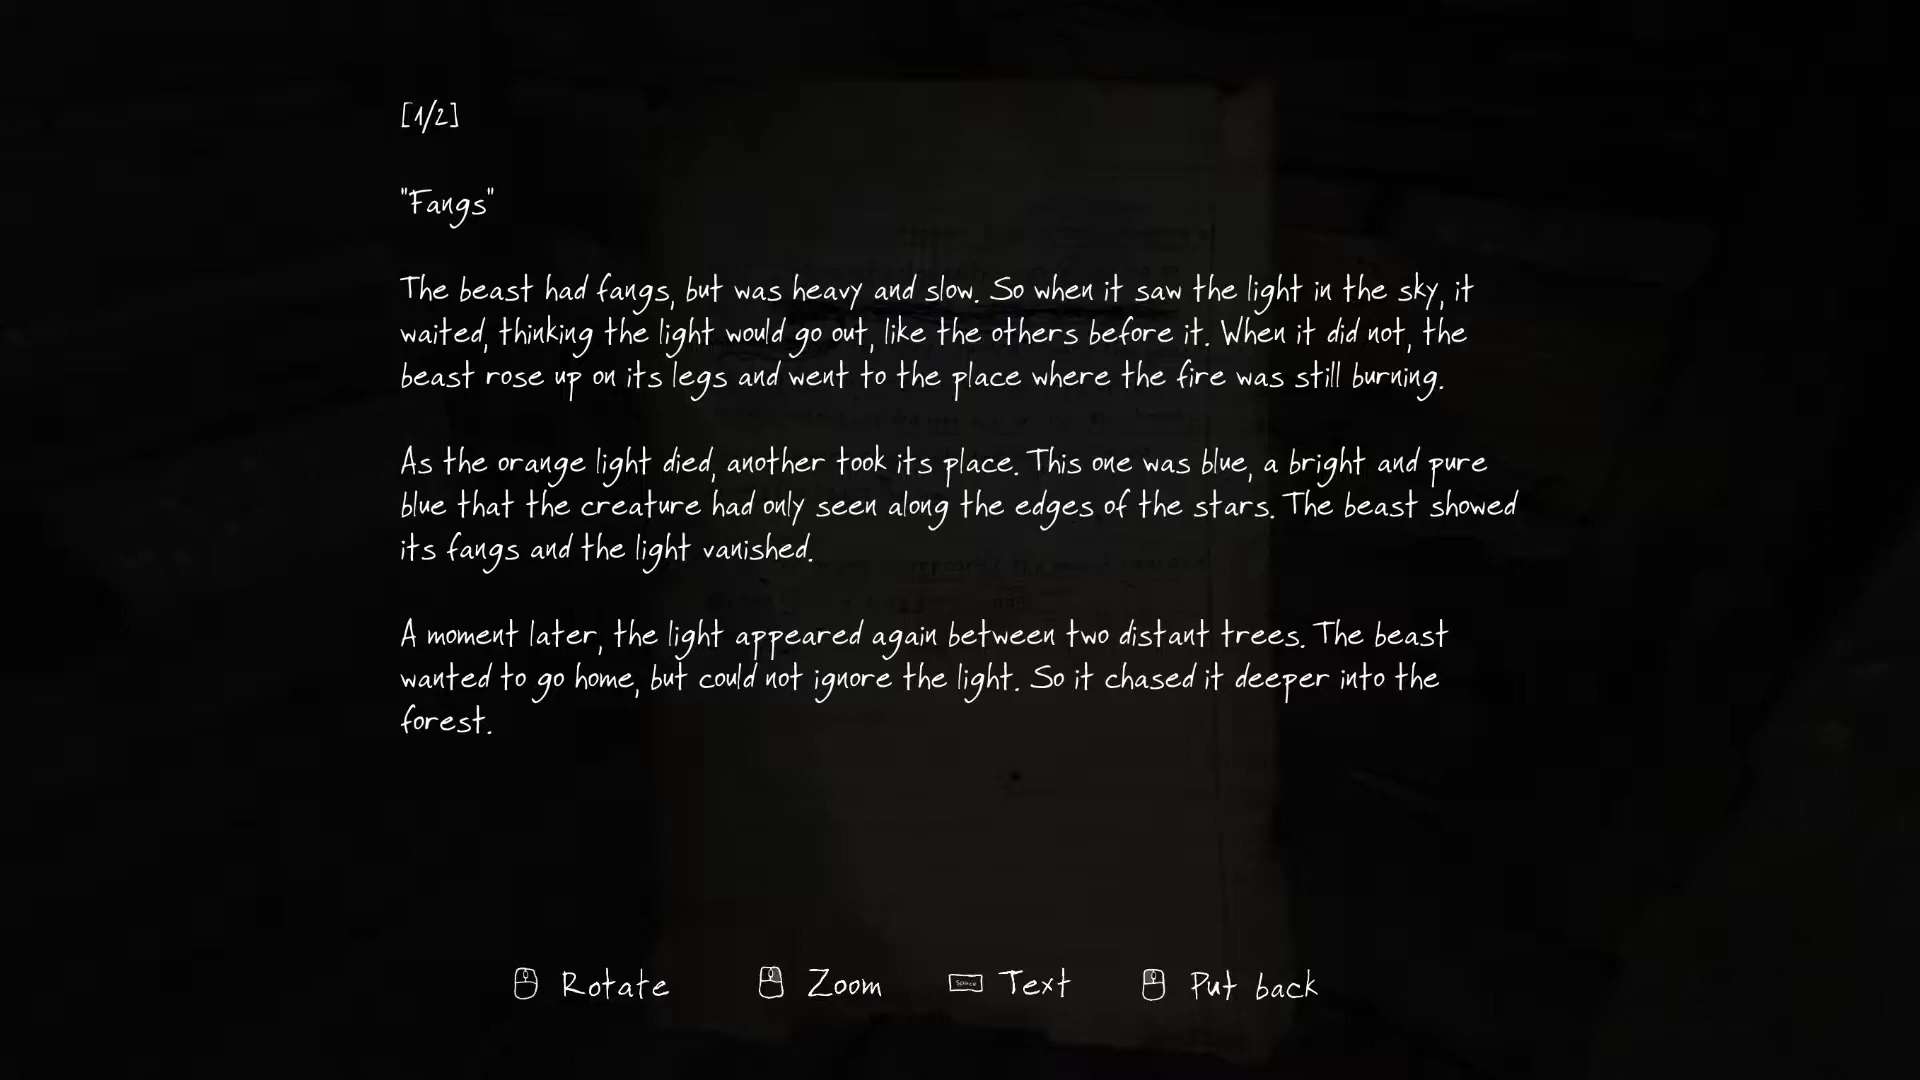 [1/2]
"Fangs"
The beast had fangs, but was heavy and slow. So when it saw the light in the sky, it
waited, thinking the light would go out, like the others before it. When it did not, the
beast rose up on its legs and went to the place where the fire was still burning.
As the orange light died, another took its place. This one was blue, a bright and pure
blue that the creature had only seen along the edges of the stars. The beast showed
its fangs and the light vanished.
A moment later, the light appeared again between two distant trees. The beast
wanted to go home, but could not ignore the light. So it chased it deeper into the
forest.
Rotate Zoom Space Text Put back